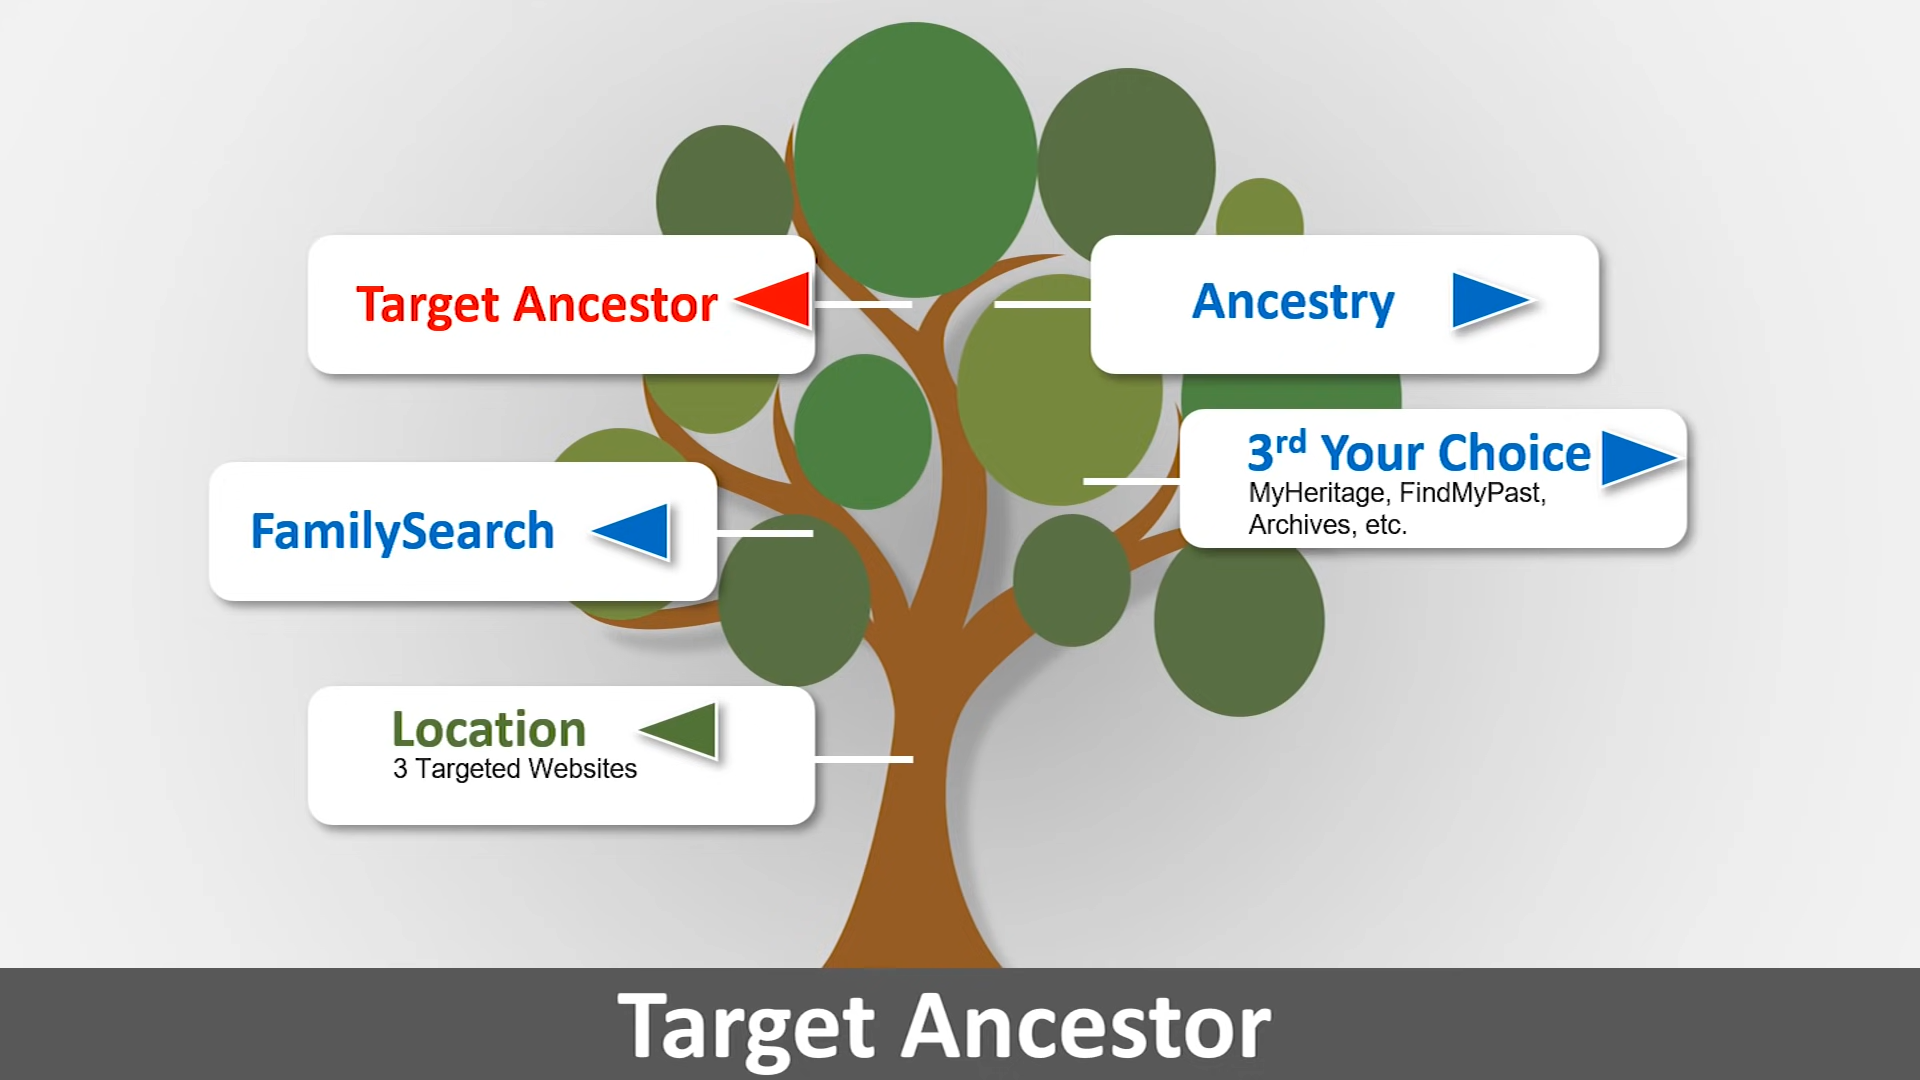 Target Ancestor
Ancestry
3rd Your Choice
MyHeritage, FindMyPast,
Archives, etc.
FamilySearch
Location
3 Targeted Websites
Target Ancestor